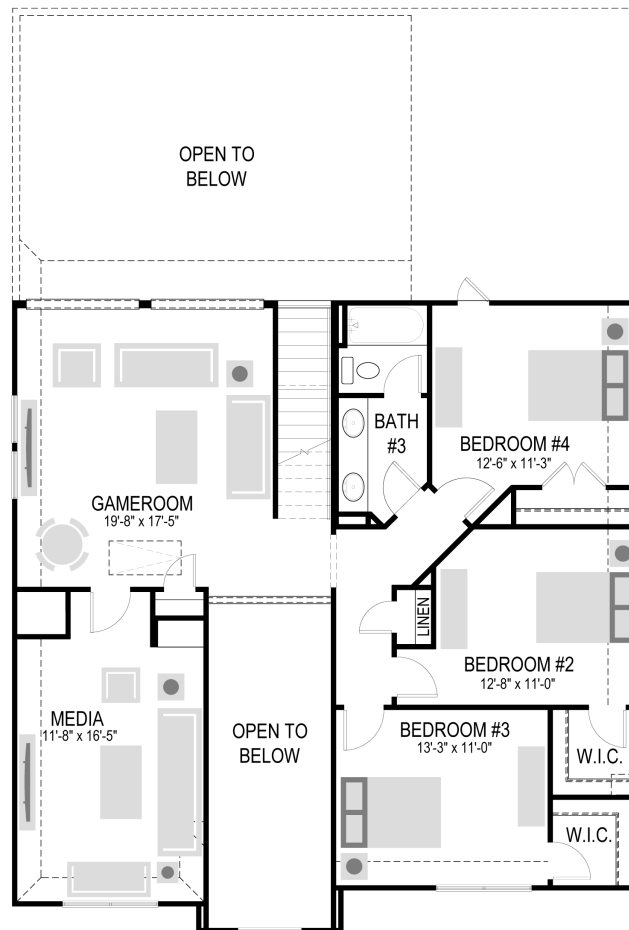 OPEN TO
BELOW
BATH
#3
BEDROOM #4
12'-6" x 11'-3"
GAMEROOM
19'-8" x 17'-5"
LINEN
BEDROOM #2
12'-8" x 11'-0"
MEDIA
11'-8" x 16'-5"
OPEN TO
BELOW
BEDROOM #3
13'-3" x 11'-0"
W.I.C.
W.I.C.